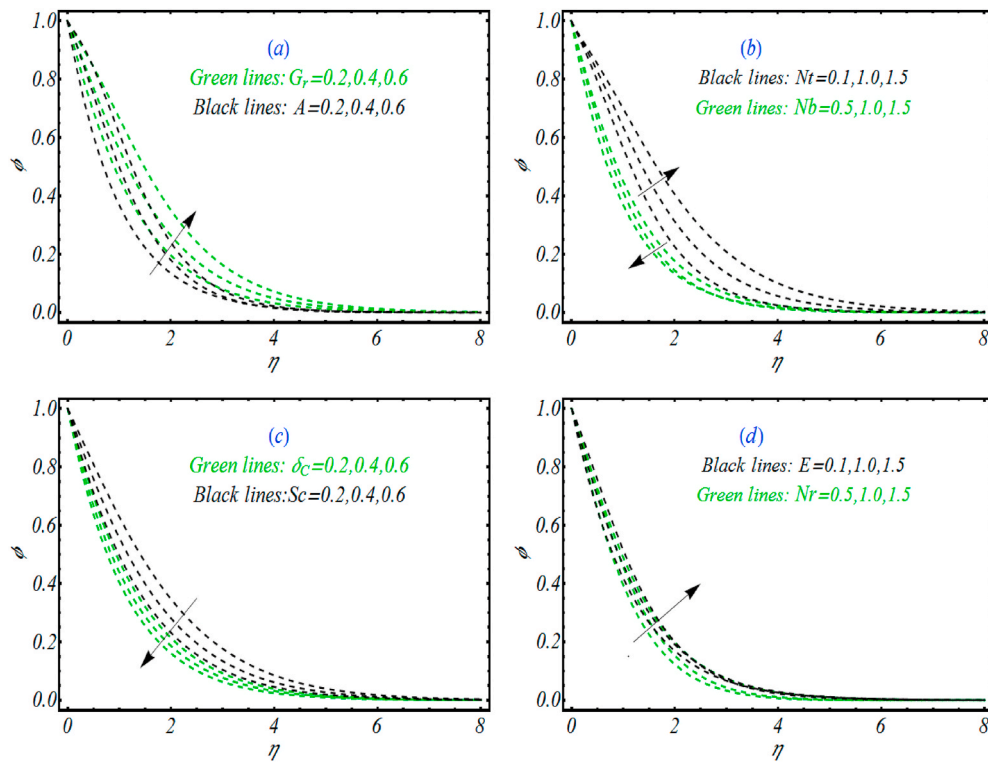 (a)
Green lines: Gr=0.2,0.4,0.6
Black lines: A=0.2,0.4,0.6
ϕ
1.0
0.8
0.6
0.4
0.2
0.0
0 2 4 6 8
η
(b)
Black lines: Nt=0.1,1.0,1.5
Green lines: Nb=0.5,1.0,1.5
ϕ
1.0
0.8
0.6
0.4
0.2
0.0
0 2 4 6 8
η
(c)
Green lines: δC=0.2,0.4,0.6
Black lines:Sc=0.2,0.4,0.6
ϕ
1.0
0.8
0.6
0.4
0.2
0.0
0 2 4 6 8
η
(d)
Black lines: E=0.1,1.0,1.5
Green lines: Nr=0.5,1.0,1.5
ϕ
1.0
0.8
0.6
0.4
0.2
0.0
0 2 4 6 8
η